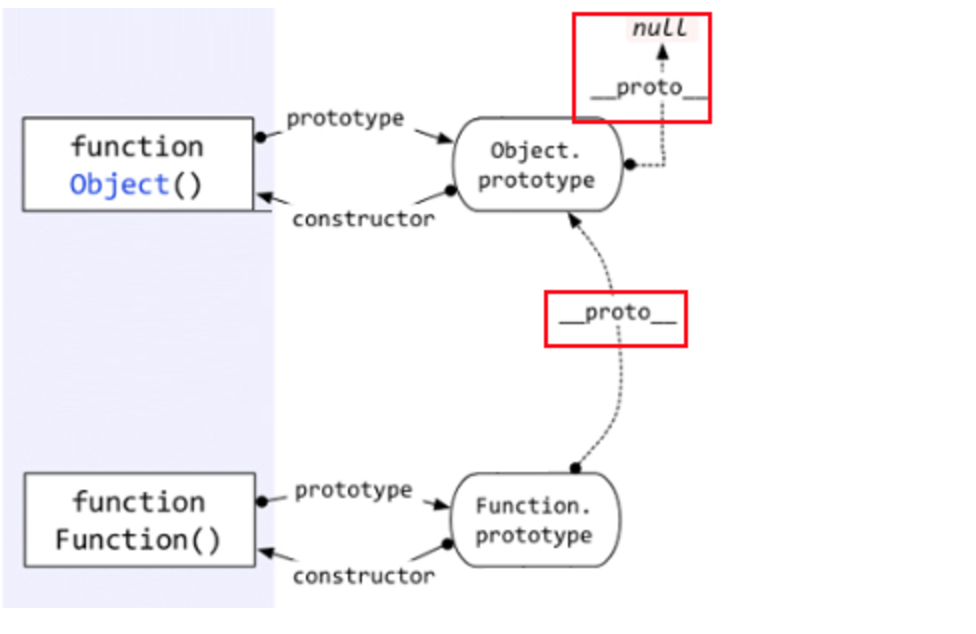 null
__proto__
prototype
function
Object()
Object.
prototype
constructor
__proto__
prototype
function
Function()
Function.
prototype
constructor